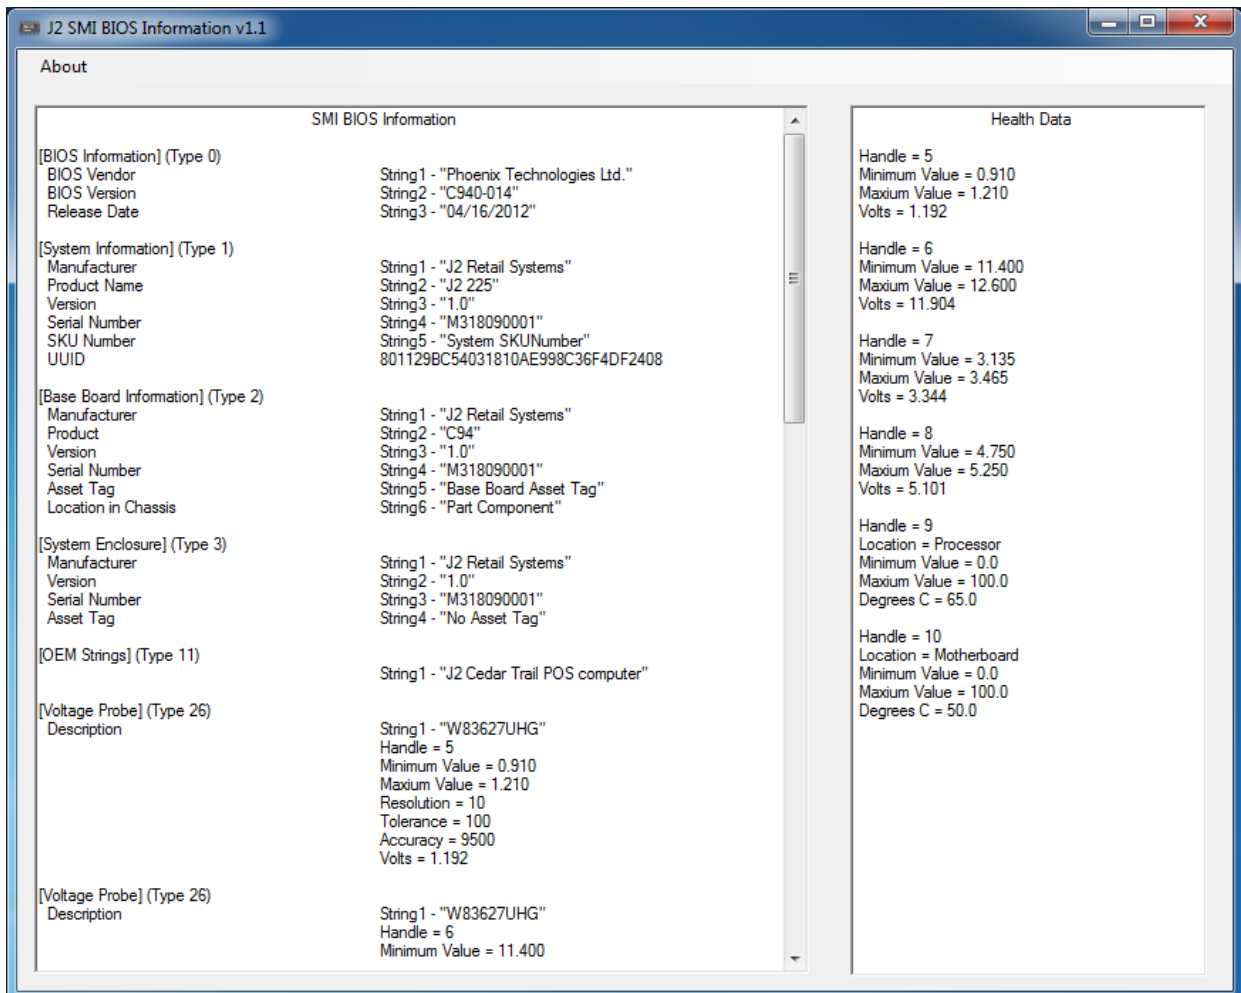 J2 SMI BIOS Information v1.1
About
SMI BIOS Information
[BIOS Information] (Type 0)
BIOS Vendor String1 - "Phoenix Technologies Ltd."
BIOS Version String2 - "C940-014"
Release Date String3 - "04/16/2012"
[System Information] (Type 1)
Manufacturer String1 - "J2 Retail Systems"
Product Name String2 - "J2 225"
Version String3 - "1.0"
Serial Number String4 - "M318090001"
SKU Number String5 - "System SKUNumber"
UUID 801129BC54031810AE998C36F4DF2408
[Base Board Information] (Type 2)
Manufacturer String1 - "J2 Retail Systems"
Product String2 - "C94"
Version String3 - "1.0"
Serial Number String4 - "M318090001"
Asset Tag String5 - "Base Board Asset Tag"
Location in Chassis String6 - "Part Component"
[System Enclosure] (Type 3)
Manufacturer String1 - "J2 Retail Systems"
Version String2 - "1.0"
Serial Number String3 - "M318090001"
Asset Tag String4 - "No Asset Tag"
[OEM Strings] (Type 11)
String1 - "J2 Cedar Trail POS computer"
[Voltage Probe] (Type 26)
Description String1 - "W83627UHG"
Handle = 5
Minimum Value = 0.910
Maxium Value = 1.210
Resolution = 10
Tolerance = 100
Accuracy = 9500
Volts = 1.192
[Voltage Probe] (Type 26)
Description String1 - "W83627UHG"
Handle = 6
Minimum Value = 11.400
Health Data
Handle = 5
Minimum Value = 0.910
Maxium Value = 1.210
Volts = 1.192
Handle = 6
Minimum Value = 11.400
Maxium Value = 12.600
Volts = 11.904
Handle = 7
Minimum Value = 3.135
Maxium Value = 3.465
Volts = 3.344
Handle = 8
Minimum Value = 4.750
Maxium Value = 5.250
Volts = 5.101
Handle = 9
Location = Processor
Minimum Value = 0.0
Maxium Value = 100.0
Degrees C = 65.0
Handle = 10
Location = Motherboard
Minimum Value = 0.0
Maxium Value = 100.0
Degrees C = 50.0